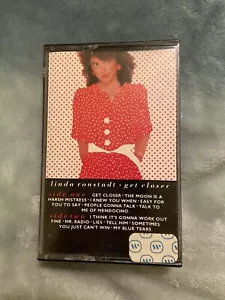 linda ronstadt · get closer
side one GET CLOSER · THE MOON IS A
HARSH MISTRESS · I KNEW YOU WHEN · EASY FOR
YOU TO SAY · PEOPLE GONNA TALK · TALK TO
ME OF MENDOCINO
side two I THINK IT'S GONNA WORK OUT
FINE · MR. RADIO · LIES · TELL HIM · SOMETIMES
YOU JUST CAN'T WIN · MY BLUE TEARS